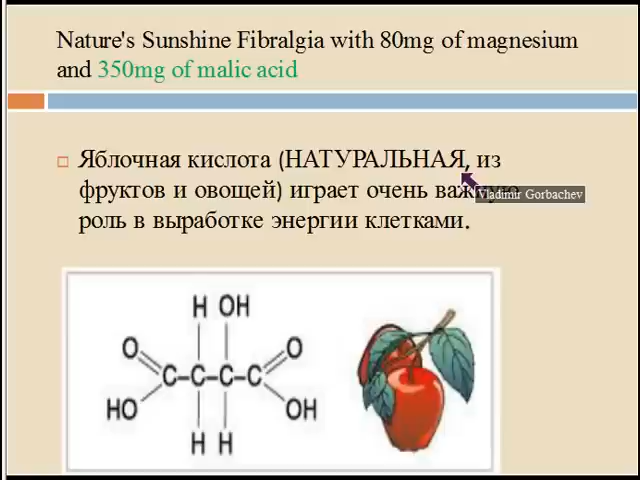 Nature's Sunshine Fibralgia with 80mg of magnesium
and 350mg of malic acid
Яблочная кислота (НАТУРАЛЬНАЯ, из
фруктов и овощей) играет очень важную
Vladimir Gorbachev
роль в выработке энергии клетками.
H OH
O O
C-C-C-C
HO OH
H H